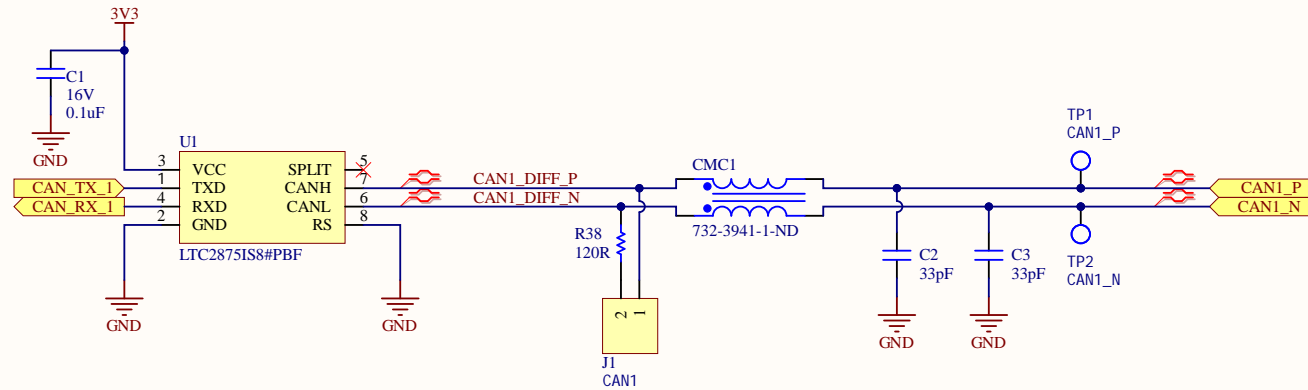 3V3
C1
16V
0.1uF
GND
U1
3 VCC SPLIT 5
1 TXD CANH 7
4 RXD CANL 6
2 GND RS 8
LTC2875IS8#PBF
CAN_TX_1
CAN_RX_1
GND
GND
CAN1_DIFF_P
CAN1_DIFF_N
R38
120R
2 1
J1
CAN1
CMC1
732-3941-1-ND
C2
33pF
GND
C3
33pF
GND
TP1
CAN1_P
TP2
CAN1_N
CAN1_P
CAN1_N